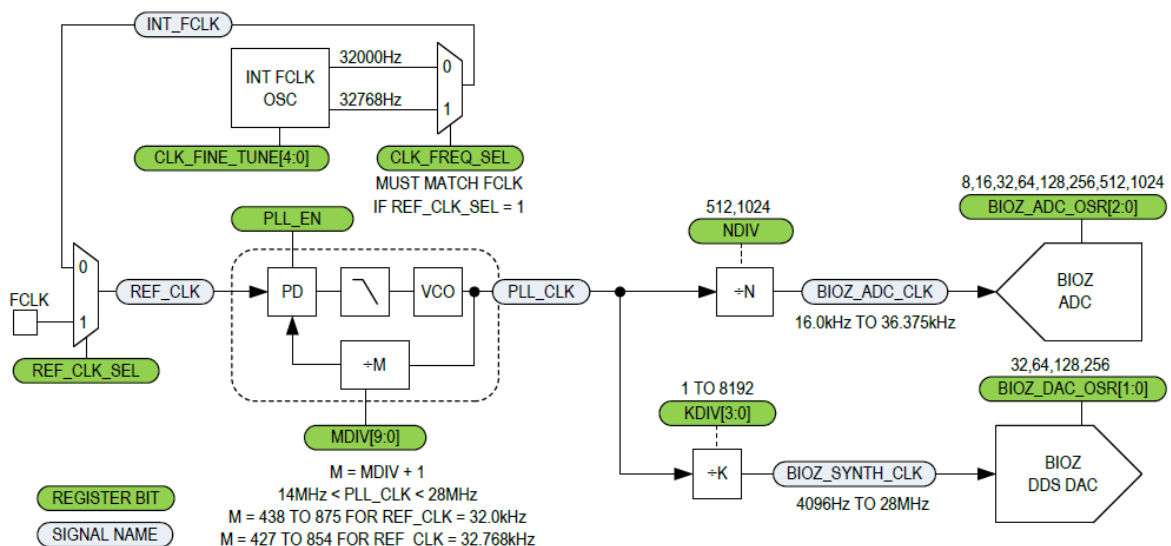 INT_FCLK
32000Hz
INT FCLK
OSC
0
1
32768Hz
CLK_FINE_TUNE[4:0]
CLK_FREQ_SEL
MUST MATCH FCLK
IF REF_CLK_SEL = 1
8,16,32,64,128,256,512,1024
BIOZ_ADC_OSR[2:0]
PLL_EN
512,1024
NDIV
0
1
FCLK
REF_CLK
REF_CLK_SEL
PD
VCO
PLL_CLK
÷N
BIOZ_ADC_CLK
16.0kHz TO 36.375kHz
BIOZ
ADC
÷M
MDIV[9:0]
M = MDIV + 1
14MHz < PLL_CLK < 28MHz
M = 438 TO 875 FOR REF_CLK = 32.0kHz
M = 427 TO 854 FOR REF_CLK = 32.768kHz
1 TO 8192
KDIV[3:0]
÷K
BIOZ_SYNTH_CLK
4096Hz TO 28MHz
32,64,128,256
BIOZ_DAC_OSR[1:0]
BIOZ
DDS DAC
REGISTER BIT
SIGNAL NAME